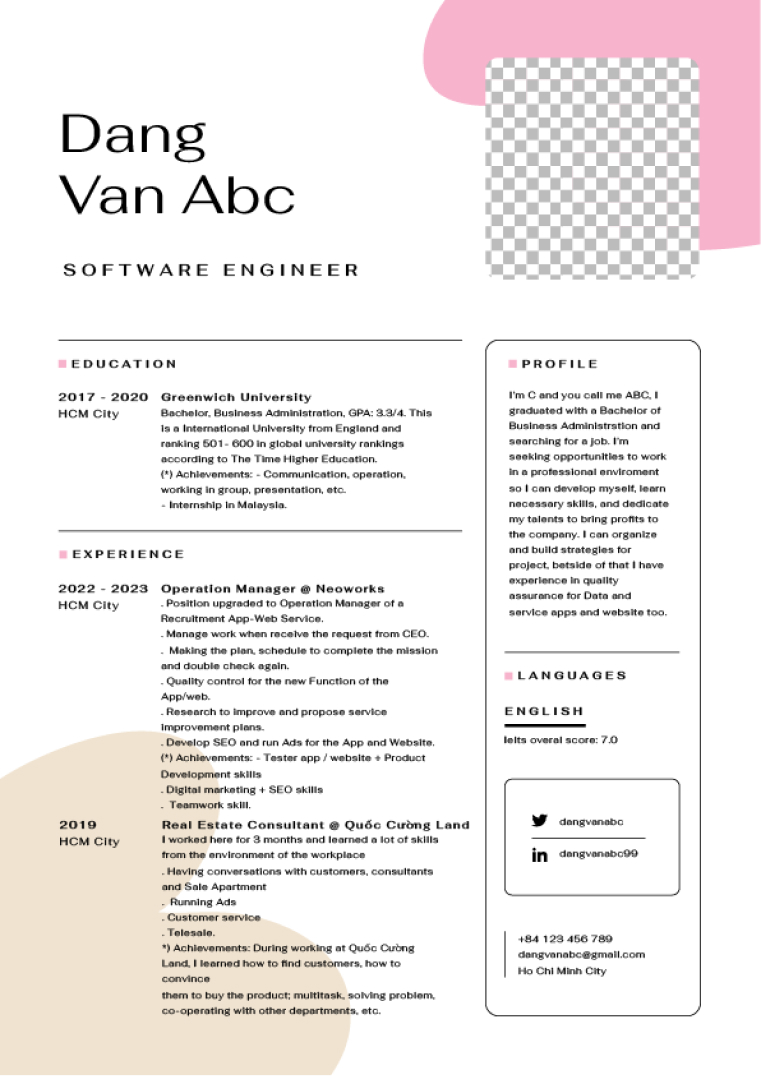 Dang
Van Abc
SOFTWARE ENGINEER
EDUCATION
2017 - 2020 Greenwich University
HCM City
Bachelor, Business Administration, GPA: 3.3/4. This
is a International University from England and
ranking 501- 600 in global university rankings
according to The Time Higher Education.
(*) Achievements: - Communication, operation,
working in group, presentation, etc.
- Internship in Malaysia.
EXPERIENCE
2022 - 2023 Operation Manager @ Neoworks
HCM City
. Position upgraded to Operation Manager of a
Recruitment App-Web Service.
. Manage work when receive the request from CEO.
. Making the plan, schedule to complete the mission
and double check again.
. Quality control for the new Function of the
App/web.
. Research to improve and propose service
improvement plans.
. Develop SEO and run Ads for the App and Website.
(*) Achievements: - Tester app / website + Product
Development skills
. Digital marketing + SEO skills
. Teamwork skill.
2019 Real Estate Consultant @ Quốc Cường Land
HCM City
I worked here for 3 months and learned a lot of skills
from the environment of the workplace
. Having conversations with customers, consultants
and Sale Apartment
. Running Ads
. Customer service
. Telesale.
*) Achievements: During working at Quốc Cường
Land, I learned how to find customers, how to
convince
them to buy the product; multitask, solving problem,
co-operating with other departments, etc.
PROFILE
I'm C and you call me ABC, I
graduated with a Bachelor of
Business Administrstion and
searching for a job. I'm
seeking opportunities to work
in a professional enviroment
so I can develop myself, learn
necessary skills, and dedicate
my talents to bring profits to
the company. I can organize
and build strategies for
project, betside of that I have
experience in quality
assurance for Data and
service apps and website too.
LANGUAGES
ENGLISH
Ielts overal score: 7.0
dangvanabc
in dangvanabc99
+84 123 456 789
dangvanabc@gmail.com
Ho Chi Minh City